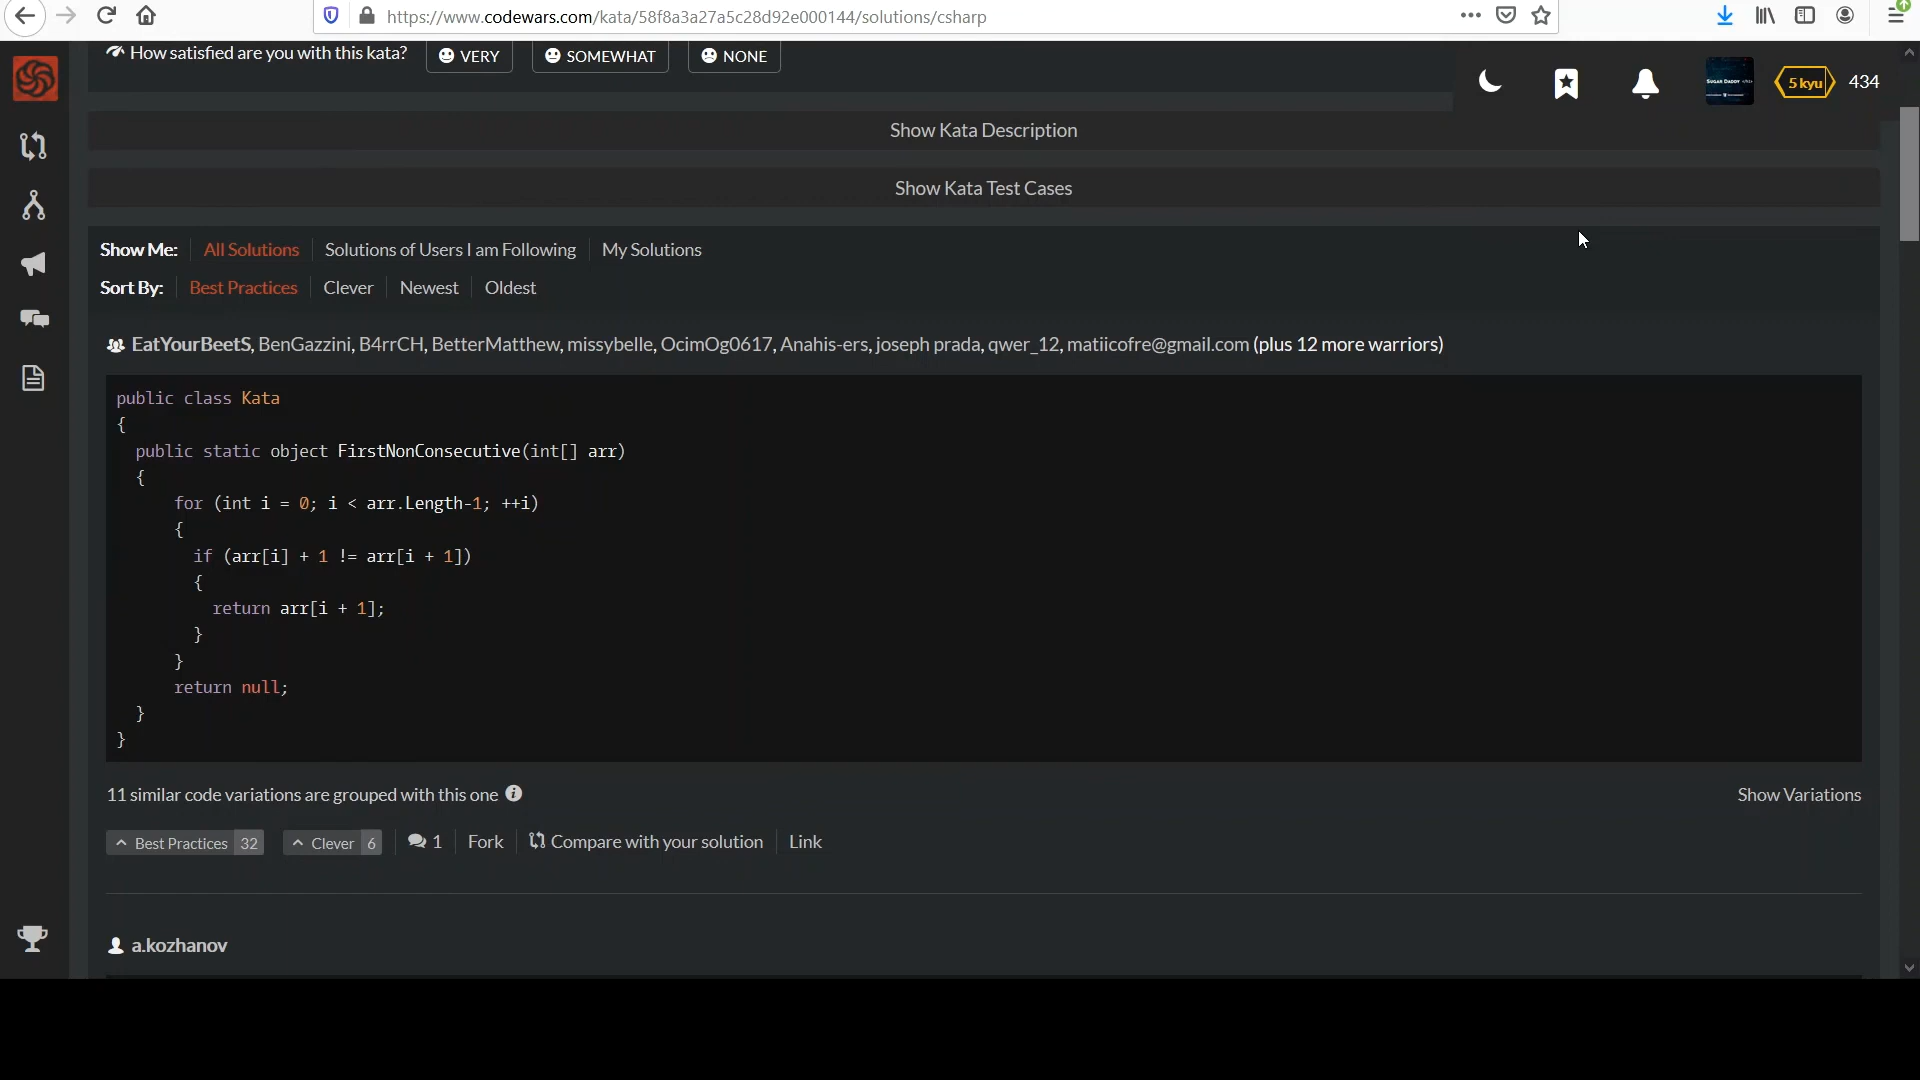 https://www.codewars.com/kata/58f8a3a27a5c28d92e000144/solutions/csharp
How satisfied are you with this kata? VERY SOMEWHAT NONE
SUGAR DADDY
5 kyu 434
Show Kata Description
Show Kata Test Cases
Show Me: All Solutions Solutions of Users I am Following My Solutions
Sort By: Best Practices Clever Newest Oldest
EatYourBeetS, BenGazzini, B4rrCH, BetterMatthew, missybelle, OcimOg0617, Anahis-ers, joseph prada, qwer_12, matiicofre@gmail.com (plus 12 more warriors)
public class Kata
{
public static object FirstNonConsecutive(int[] arr)
{
for (int i = 0; i < arr.Length-1; ++i)
{
if (arr[i] + 1 != arr[i + 1])
{
return arr[i + 1];
}
}
return null;
}
}
11 similar code variations are grouped with this one Show Variations
Best Practices 32 Clever 6 1 Fork Compare with your solution Link
a.kozhanov